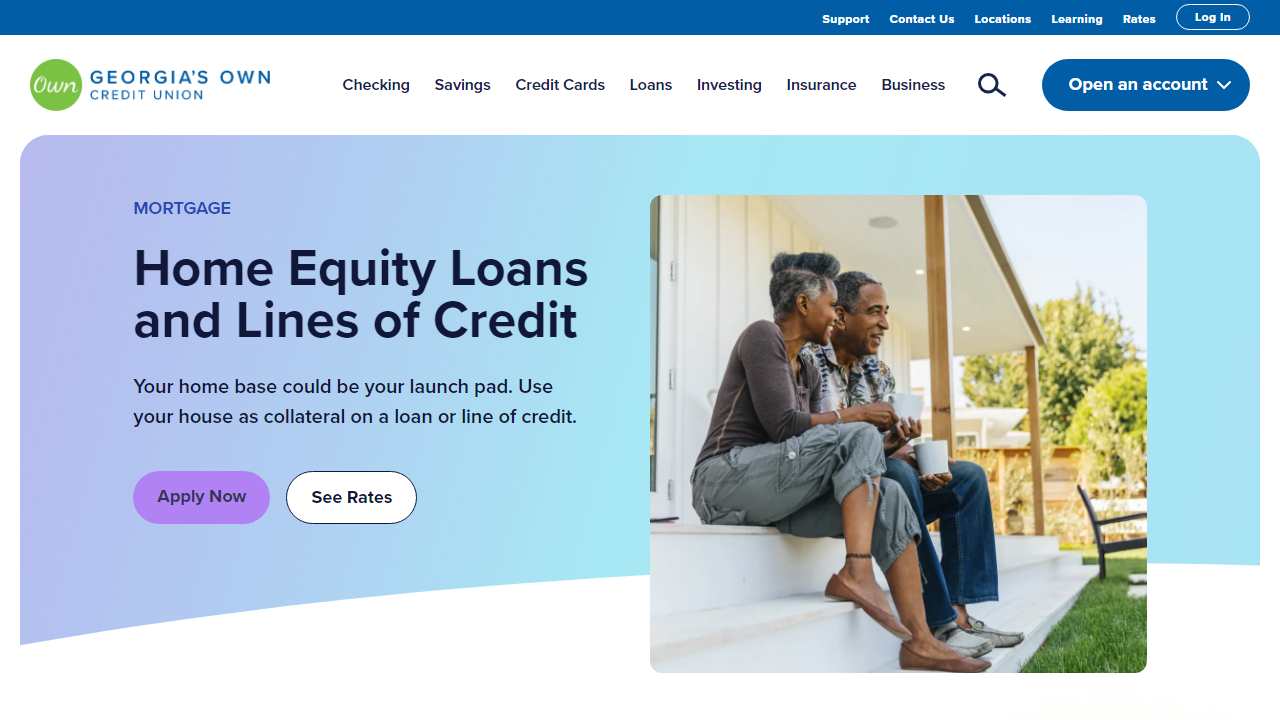 Support Contact Us Locations Learning Rates Log In
Own GEORGIA'S OWN
CREDIT UNION
Checking Savings Credit Cards Loans Investing Insurance Business Open an account
MORTGAGE
Home Equity Loans
and Lines of Credit
Your home base could be your launch pad. Use
your house as collateral on a loan or line of credit.
Apply Now See Rates